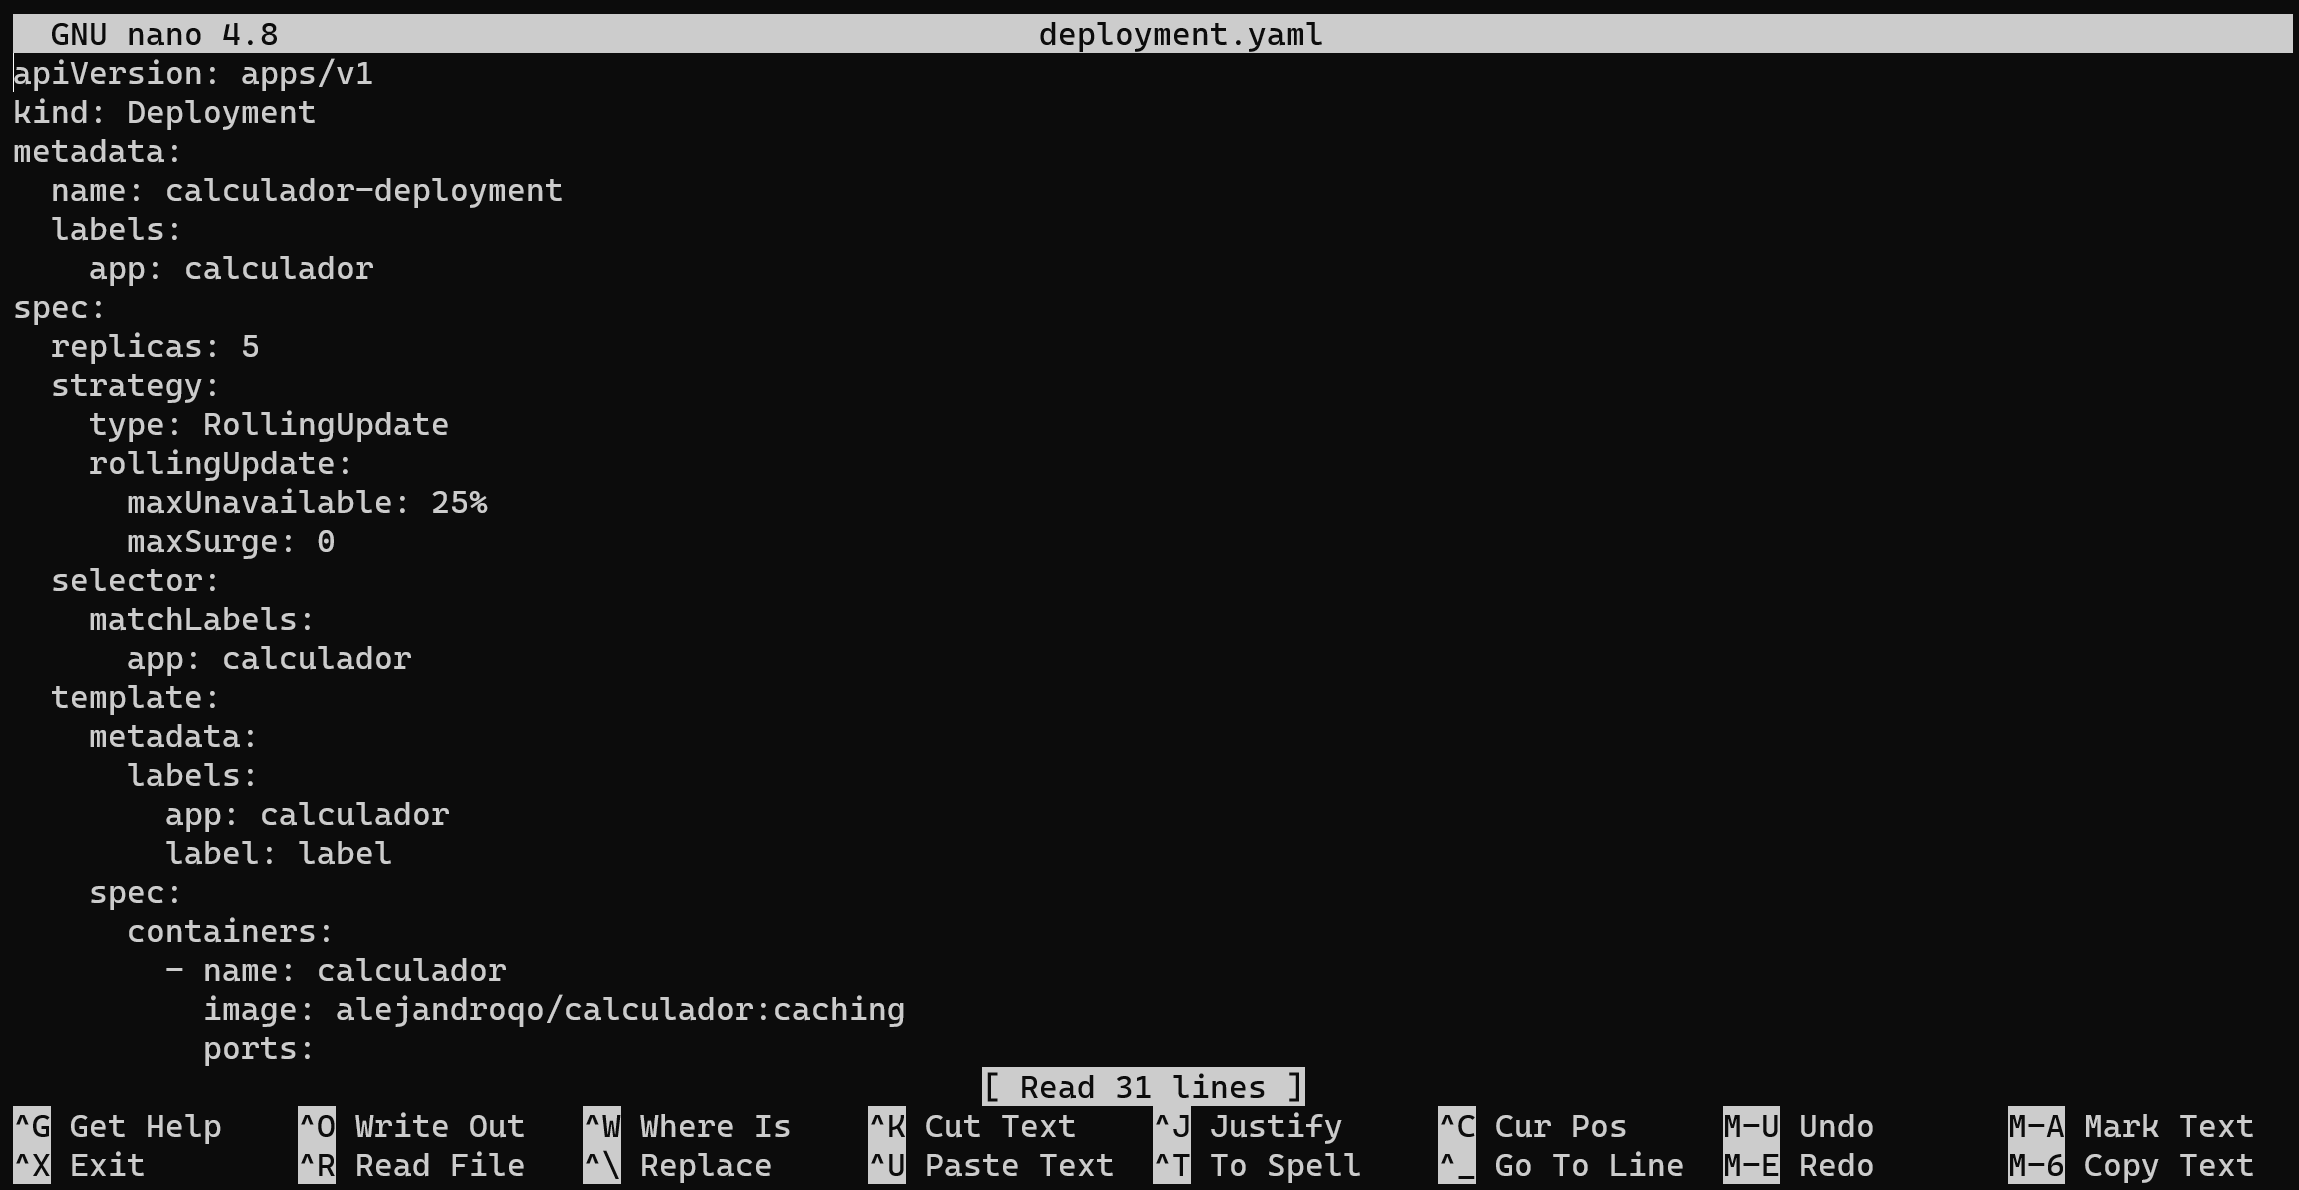 GNU nano 4.8 deployment.yaml
apiVersion: apps/v1
kind: Deployment
metadata:
  name: calculador-deployment
  labels:
    app: calculador
spec:
  replicas: 5
  strategy:
    type: RollingUpdate
    rollingUpdate:
      maxUnavailable: 25%
      maxSurge: 0
  selector:
    matchLabels:
      app: calculador
  template:
    metadata:
      labels:
        app: calculador
        label: label
    spec:
      containers:
        - name: calculador
          image: alejandroqo/calculador:caching
          ports:
[ Read 31 lines ]
^G Get Help ^O Write Out ^W Where Is ^K Cut Text ^J Justify ^C Cur Pos M-U Undo M-A Mark Text
^X Exit ^R Read File ^\ Replace ^U Paste Text ^T To Spell ^_ Go To Line M-E Redo M-6 Copy Text